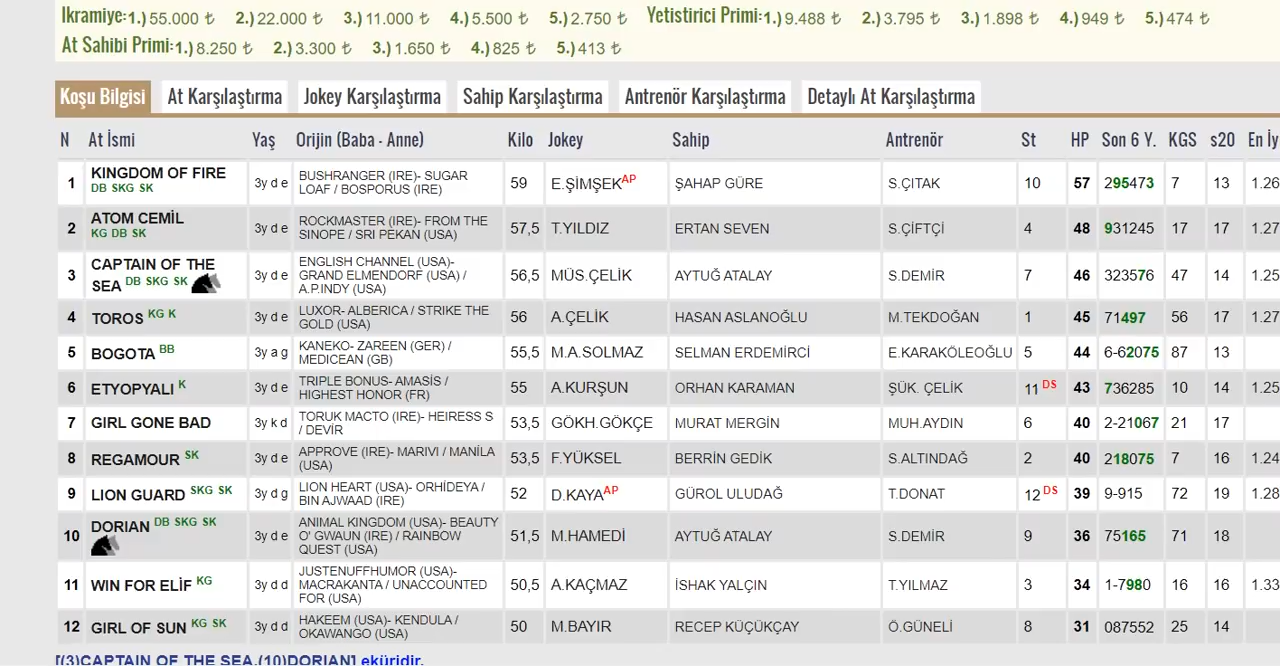 İkramiye:1.)55.000 ₺ 2.)22.000 ₺ 3.)11.000 ₺ 4.)5.500 ₺ 5.)2.750 ₺ Yetistirici Primi:1.)9.488 ₺ 2.)3.795 ₺ 3.)1.898 ₺ 4.)949 ₺ 5.)474 ₺
At Sahibi Primi:1.)8.250 ₺ 2.)3.300 ₺ 3.)1.650 ₺ 4.)825 ₺ 5.)413 ₺
Koşu Bilgisi At Karşılaştırma Jokey Karşılaştırma Sahip Karşılaştırma Antrenör Karşılaştırma Detaylı At Karşılaştırma
N At İsmi Yaş Orijin (Baba - Anne) Kilo Jokey Sahip Antrenör St HP Son 6 Y. KGS s20 En İy
1 KINGDOM OF FIRE DB SKG SK 3y d e BUSHRANGER (IRE)- SUGAR LOAF / BOSPORUS (IRE) 59 E.ŞİMŞEKAP ŞAHAP GÜRE S.ÇITAK 10 57 295473 7 13 1.26
2 ATOM CEMİL KG DB SK 3y d e ROCKMASTER (IRE)- FROM THE SINOPE / SRI PEKAN (USA) 57,5 T.YILDIZ ERTAN SEVEN S.ÇİFTÇİ 4 48 931245 17 17 1.27
3 CAPTAIN OF THE SEA DB SKG SK 3y d e ENGLISH CHANNEL (USA)- GRAND ELMENDORF (USA) / A.P.INDY (USA) 56,5 MÜS.ÇELİK AYTUĞ ATALAY S.DEMİR 7 46 323576 47 14 1.25
4 TOROS KG K 3y d e LUXOR- ALBERICA / STRIKE THE GOLD (USA) 56 A.ÇELİK HASAN ASLANOĞLU M.TEKDOĞAN 1 45 71497 56 17 1.27
5 BOGOTA BB 3y a g KANEKO- ZAREEN (GER) / MEDICEAN (GB) 55,5 M.A.SOLMAZ SELMAN ERDEMİRCİ E.KARAKÖLEOĞLU 5 44 6-62075 87 13
6 ETYOPYALI K 3y d e TRIPLE BONUS- AMASİS / HIGHEST HONOR (FR) 55 A.KURŞUN ORHAN KARAMAN ŞÜK. ÇELİK 11 DS 43 736285 10 14 1.25
7 GIRL GONE BAD 3y k d TORUK MACTO (IRE)- HEIRESS S / DEVİR 53,5 GÖKH.GÖKÇE MURAT MERGİN MUH.AYDIN 6 40 2-21067 21 17
8 REGAMOUR SK 3y d e APPROVE (IRE)- MARIVI / MANİLA (USA) 53,5 F.YÜKSEL BERRİN GEDİK S.ALTINDAĞ 2 40 218075 7 16 1.24
9 LION GUARD SKG SK 3y d g LION HEART (USA)- ORHİDEYA / BIN AJWAAD (IRE) 52 D.KAYAAP GÜROL ULUDAĞ T.DONAT 12 DS 39 9-915 72 19 1.28
10 DORIAN DB SKG SK 3y d e ANIMAL KINGDOM (USA)- BEAUTY O' GWAUN (IRE) / RAINBOW QUEST (USA) 51,5 M.HAMEDİ AYTUĞ ATALAY S.DEMİR 9 36 75165 71 18
11 WIN FOR ELİF KG 3y d d JUSTENUFFHUMOR (USA)- MACRAKANTA / UNACCOUNTED FOR (USA) 50,5 A.KAÇMAZ İSHAK YALÇIN T.YILMAZ 3 34 1-7980 16 16 1.33
12 GIRL OF SUN KG SK 3y d d HAKEEM (USA)- KENDULA / OKAWANGO (USA) 50 M.BAYIR RECEP KÜÇÜKÇAY Ö.GÜNELİ 8 31 087552 25 14
[(3)CAPTAIN OF THE SEA,(10)DORIAN] eküridir.